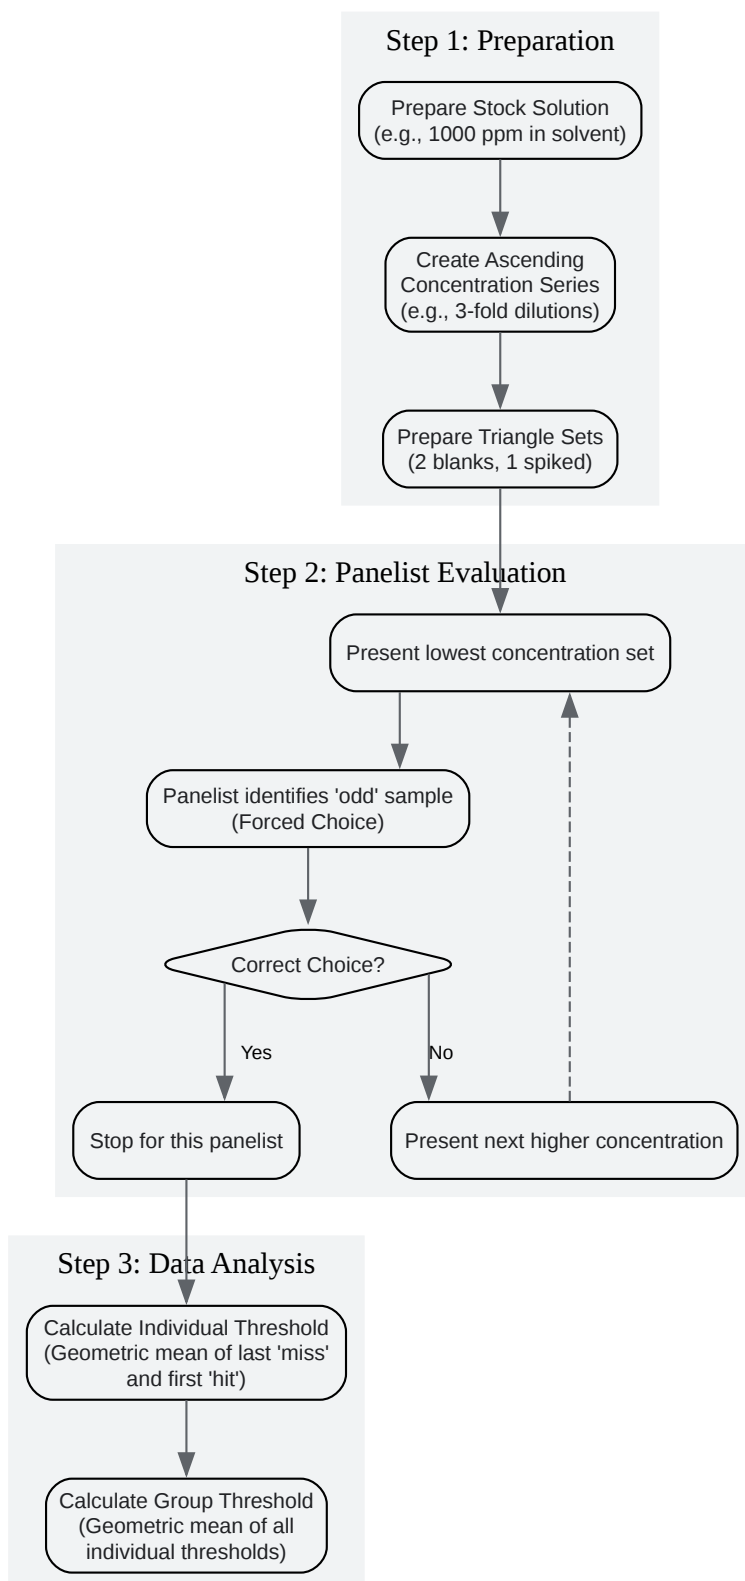 Step 1: Preparation
Prepare Stock Solution
(e.g., 1000 ppm in solvent)
Create Ascending
Concentration Series
(e.g., 3-fold dilutions)
Prepare Triangle Sets
(2 blanks, 1 spiked)
Step 2: Panelist Evaluation
Present lowest concentration set
Panelist identifies 'odd' sample
(Forced Choice)
Correct Choice?
Yes
No
Stop for this panelist
Present next higher concentration
Step 3: Data Analysis
Calculate Individual Threshold
(Geometric mean of last 'miss'
and first 'hit')
Calculate Group Threshold
(Geometric mean of all
individual thresholds)